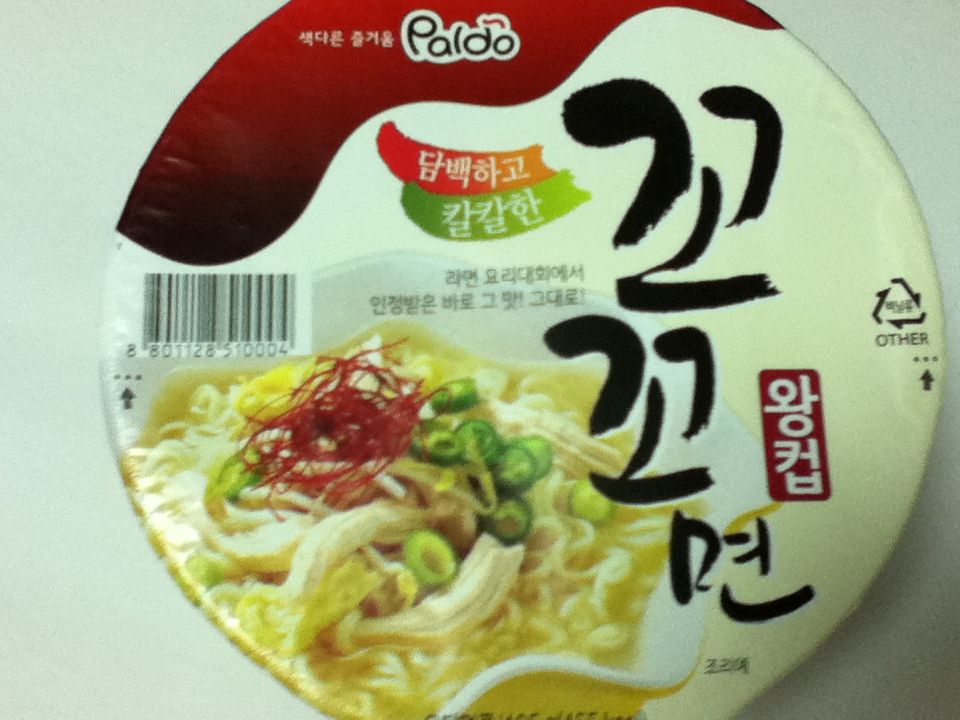 색다른 즐거움 Paldo
담백하고
칼칼한
꼬꼬면
라면 요리대회에서
인정받은 바로 그 맛! 그대로!
8 801128 510004
OTHER
왕컵
조리예